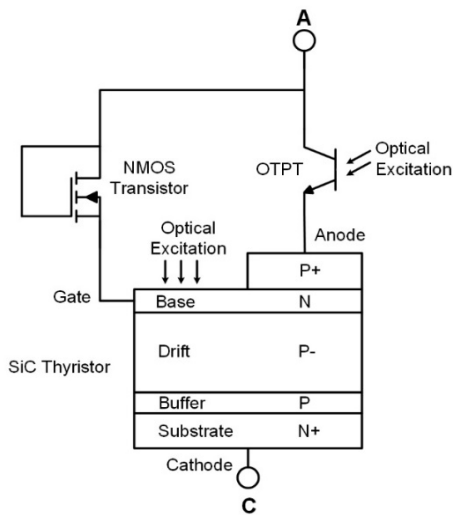 A
NMOS
Transistor
OTPT
Optical
Excitation
Optical
Excitation
Anode
P+
Gate
Base N
Drift P-
SiC Thyristor
Buffer P
Substrate N+
Cathode
C